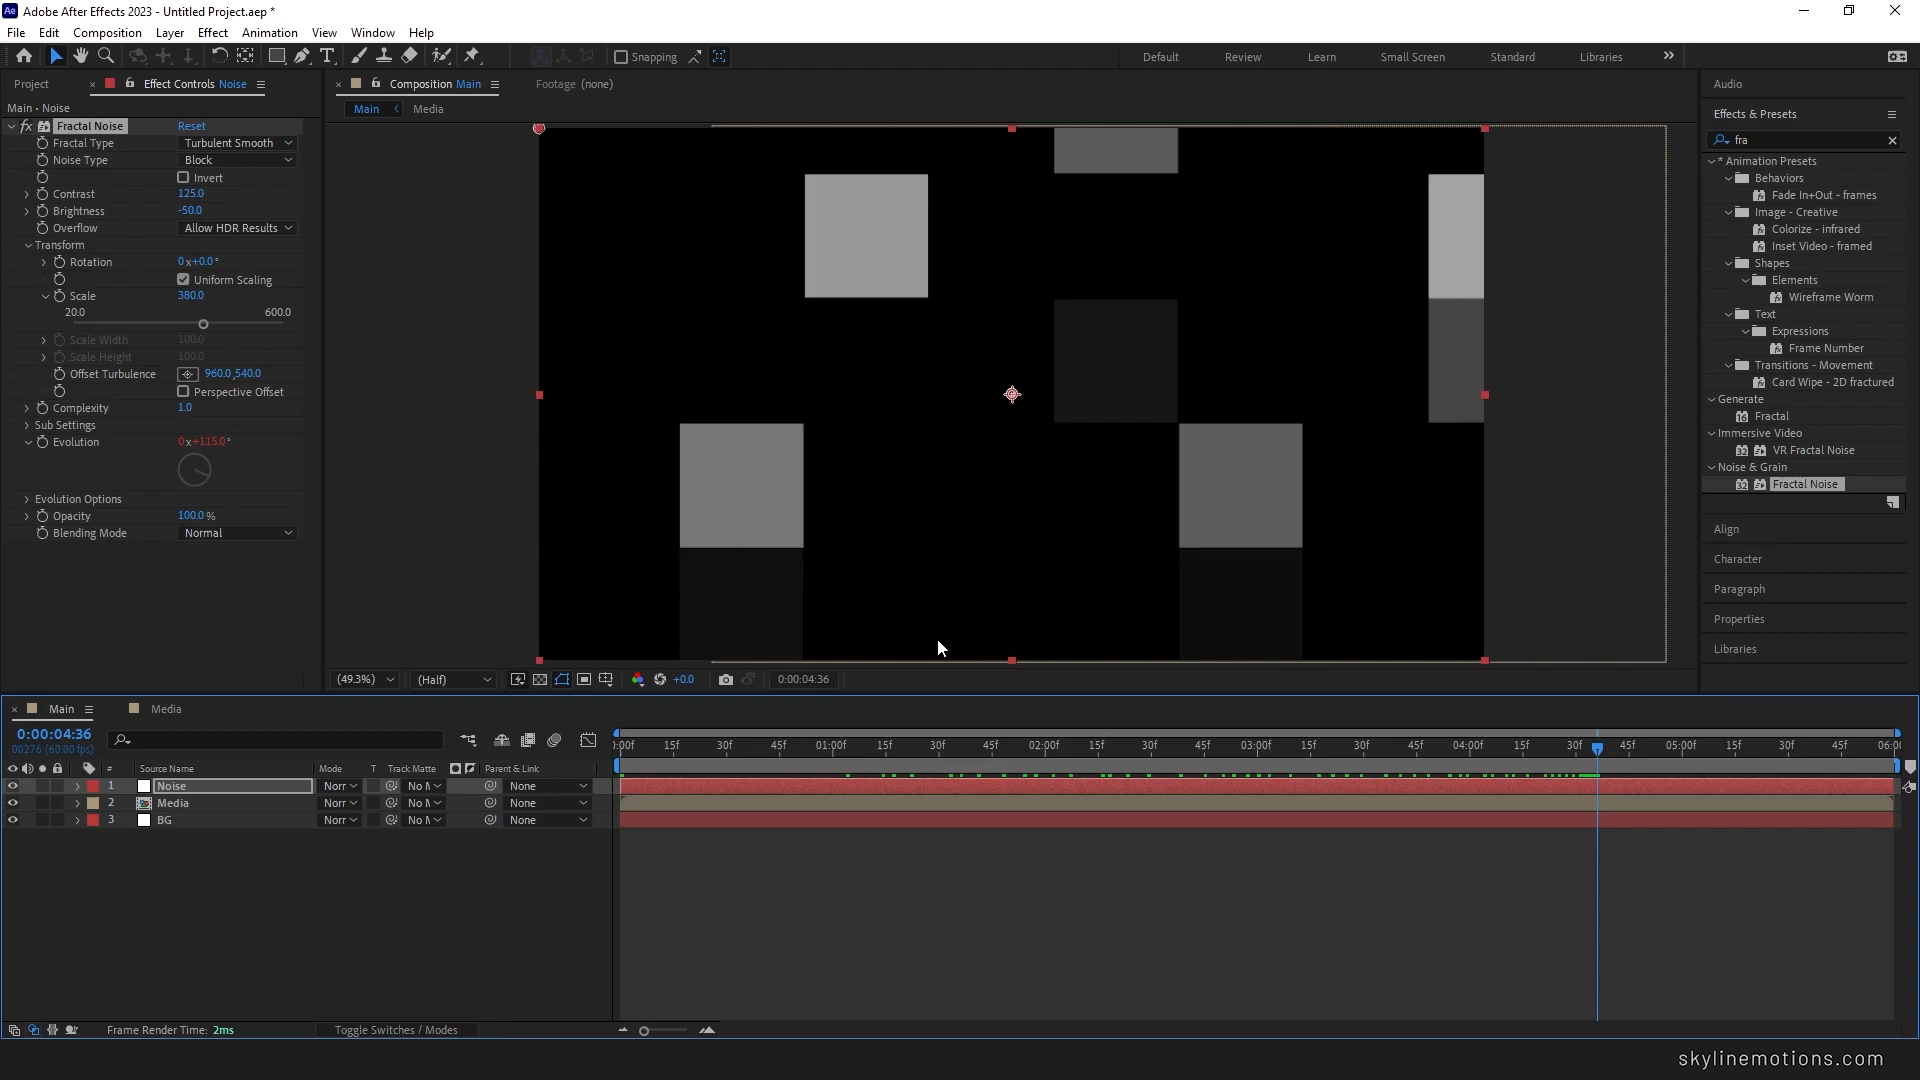 Adobe After Effects 2023 - Untitled Project.aep *
File Edit Composition Layer Effect Animation View Window Help
Snapping
Default Review Learn Small Screen Standard Libraries
Project Effect Controls Noise
Composition Main Footage (none)
Main Media
Main • Noise
Fractal Noise Reset
Fractal Type Turbulent Smooth
Noise Type Block
Invert
Contrast 125.0
Brightness -50.0
Overflow Allow HDR Results
Transform
Rotation 0x+0.0°
Uniform Scaling
Scale 380.0
20.0 600.0
Scale Width 100.0
Scale Height 100.0
Offset Turbulence 960.0,540.0
Perspective Offset
Complexity 1.0
Sub Settings
Evolution 0x+115.0°
Evolution Options
Opacity 100.0%
Blending Mode Normal
(49.3%) (Half) +0.0 0:00:04:36
Audio
Effects & Presets
fra
* Animation Presets
Behaviors
Fade In+Out - frames
Image - Creative
Colorize - infrared
Inset Video - framed
Shapes
Elements
Wireframe Worm
Text
Expressions
Frame Number
Transitions - Movement
Card Wipe - 2D fractured
Generate
Fractal
Immersive Video
VR Fractal Noise
Noise & Grain
Fractal Noise
Align
Character
Paragraph
Properties
Libraries
Main Media
0:00:04:36
00276 (60.00 fps)
# Source Name Mode T Track Matte Parent & Link
1 Noise Norr No M None
2 Media Norr No M None
3 BG Norr No M None
):00f 15f 30f 45f 01:00f 15f 30f 45f 02:00f 15f 30f 45f 03:00f 15f 30f 45f 04:00f 15f 30f 45f 05:00f 15f 30f 45f 06:00
Frame Render Time: 2ms Toggle Switches / Modes
skylinemotions.com